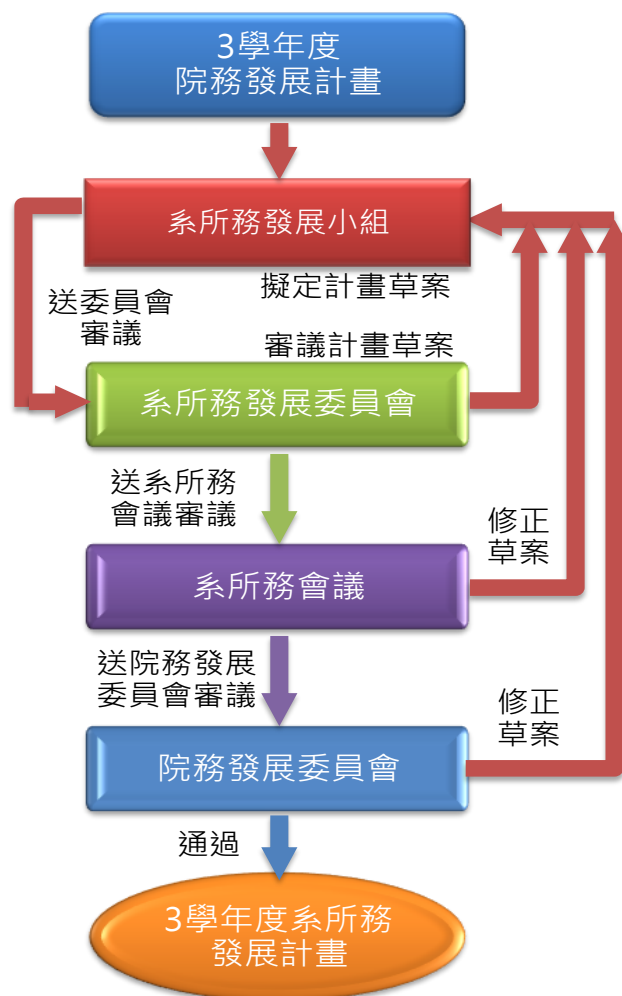 3學年度
院務發展計畫
系所務發展小組
擬定計畫草案
送委員會
審議
審議計畫草案
系所務發展委員會
送系所務
會議審議
修正
草案
系所務會議
送院務發展
委員會審議
修正
草案
院務發展委員會
通過
3學年度系所務
發展計畫